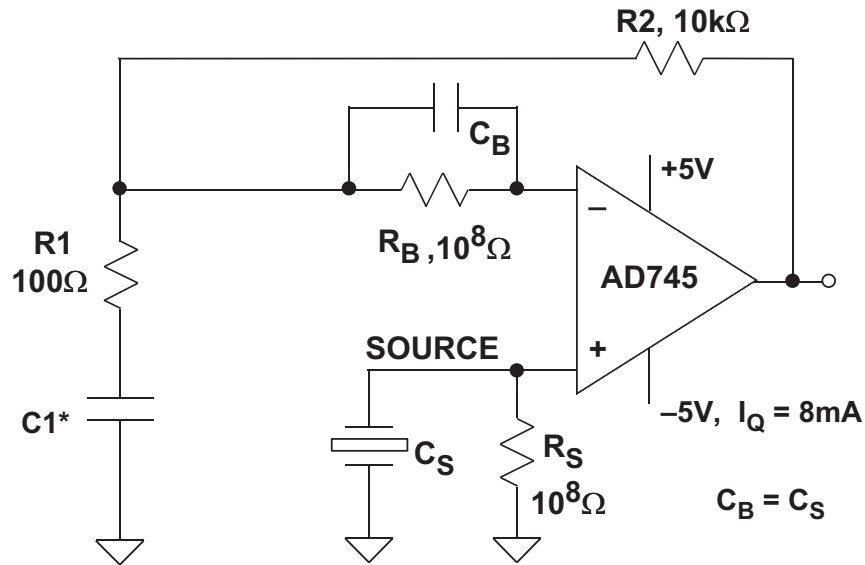 R2, 10kΩ
C_B
+5V
R1
100Ω
R_B ,10^8Ω
–
AD745
SOURCE
+
C1*
–5V, I_Q = 8mA
C_S
R_S
10^8Ω
C_B = C_S